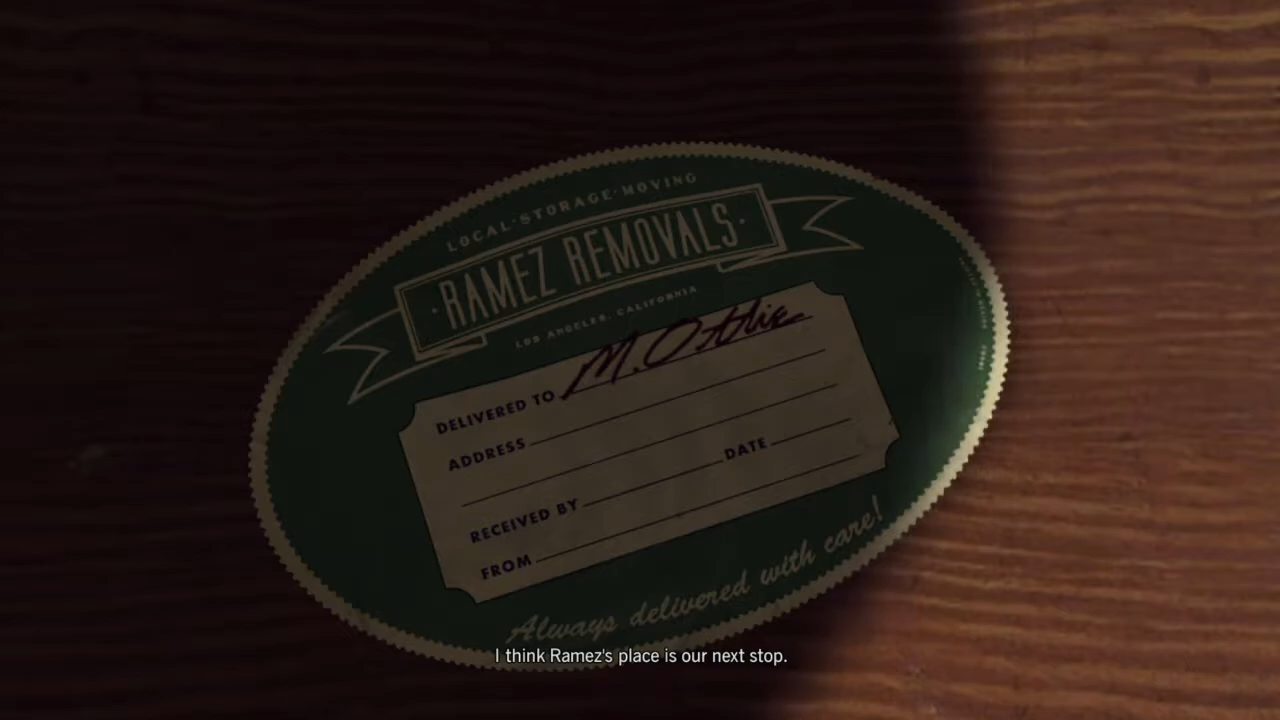 LOCAL·STORAGE·MOVING
·RAMEZ REMOVALS·
LOS ANGELES, CALIFORNIA
DELIVERED TO M. Ottlie
ADDRESS
RECEIVED BY DATE
FROM
Always delivered with care!
I think Ramez's place is our next stop.